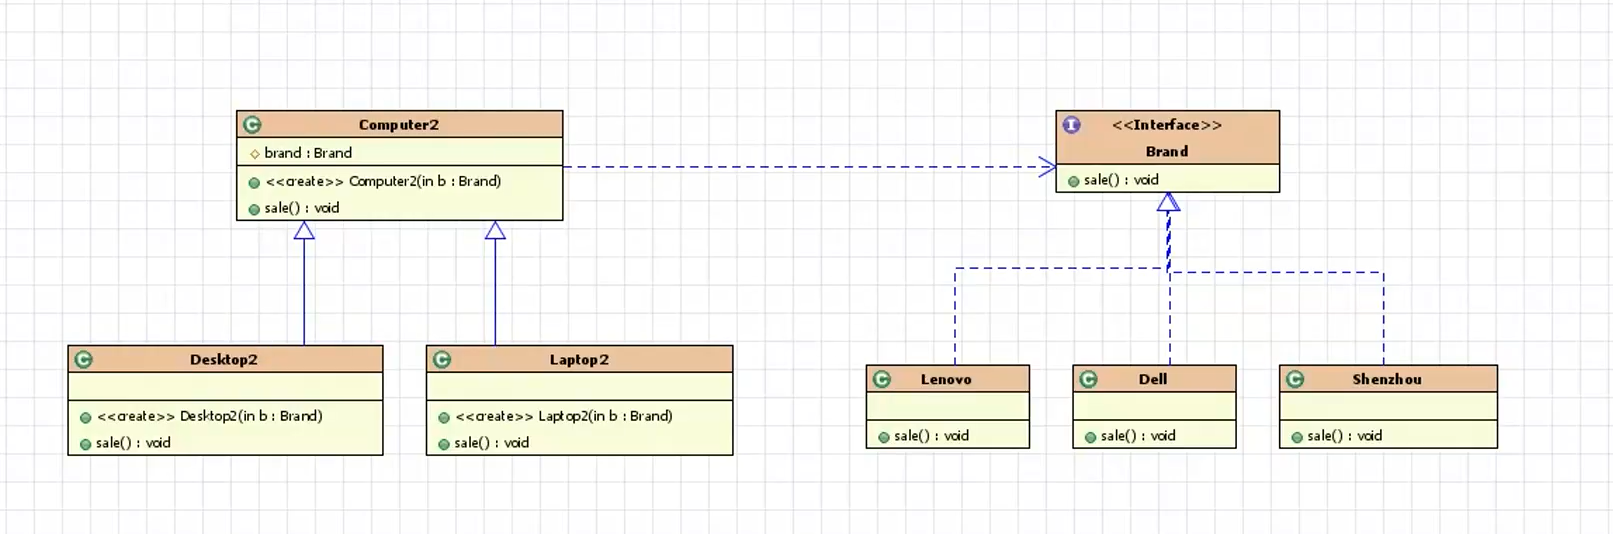 C Computer2
brand : Brand
<<create>> Computer2(in b : Brand)
sale() : void
I <<Interface>>
Brand
sale() : void
C Desktop2
<<create>> Desktop2(in b : Brand)
sale() : void
C Laptop2
<<create>> Laptop2(in b : Brand)
sale() : void
C Lenovo
sale() : void
C Dell
sale() : void
C Shenzhou
sale() : void